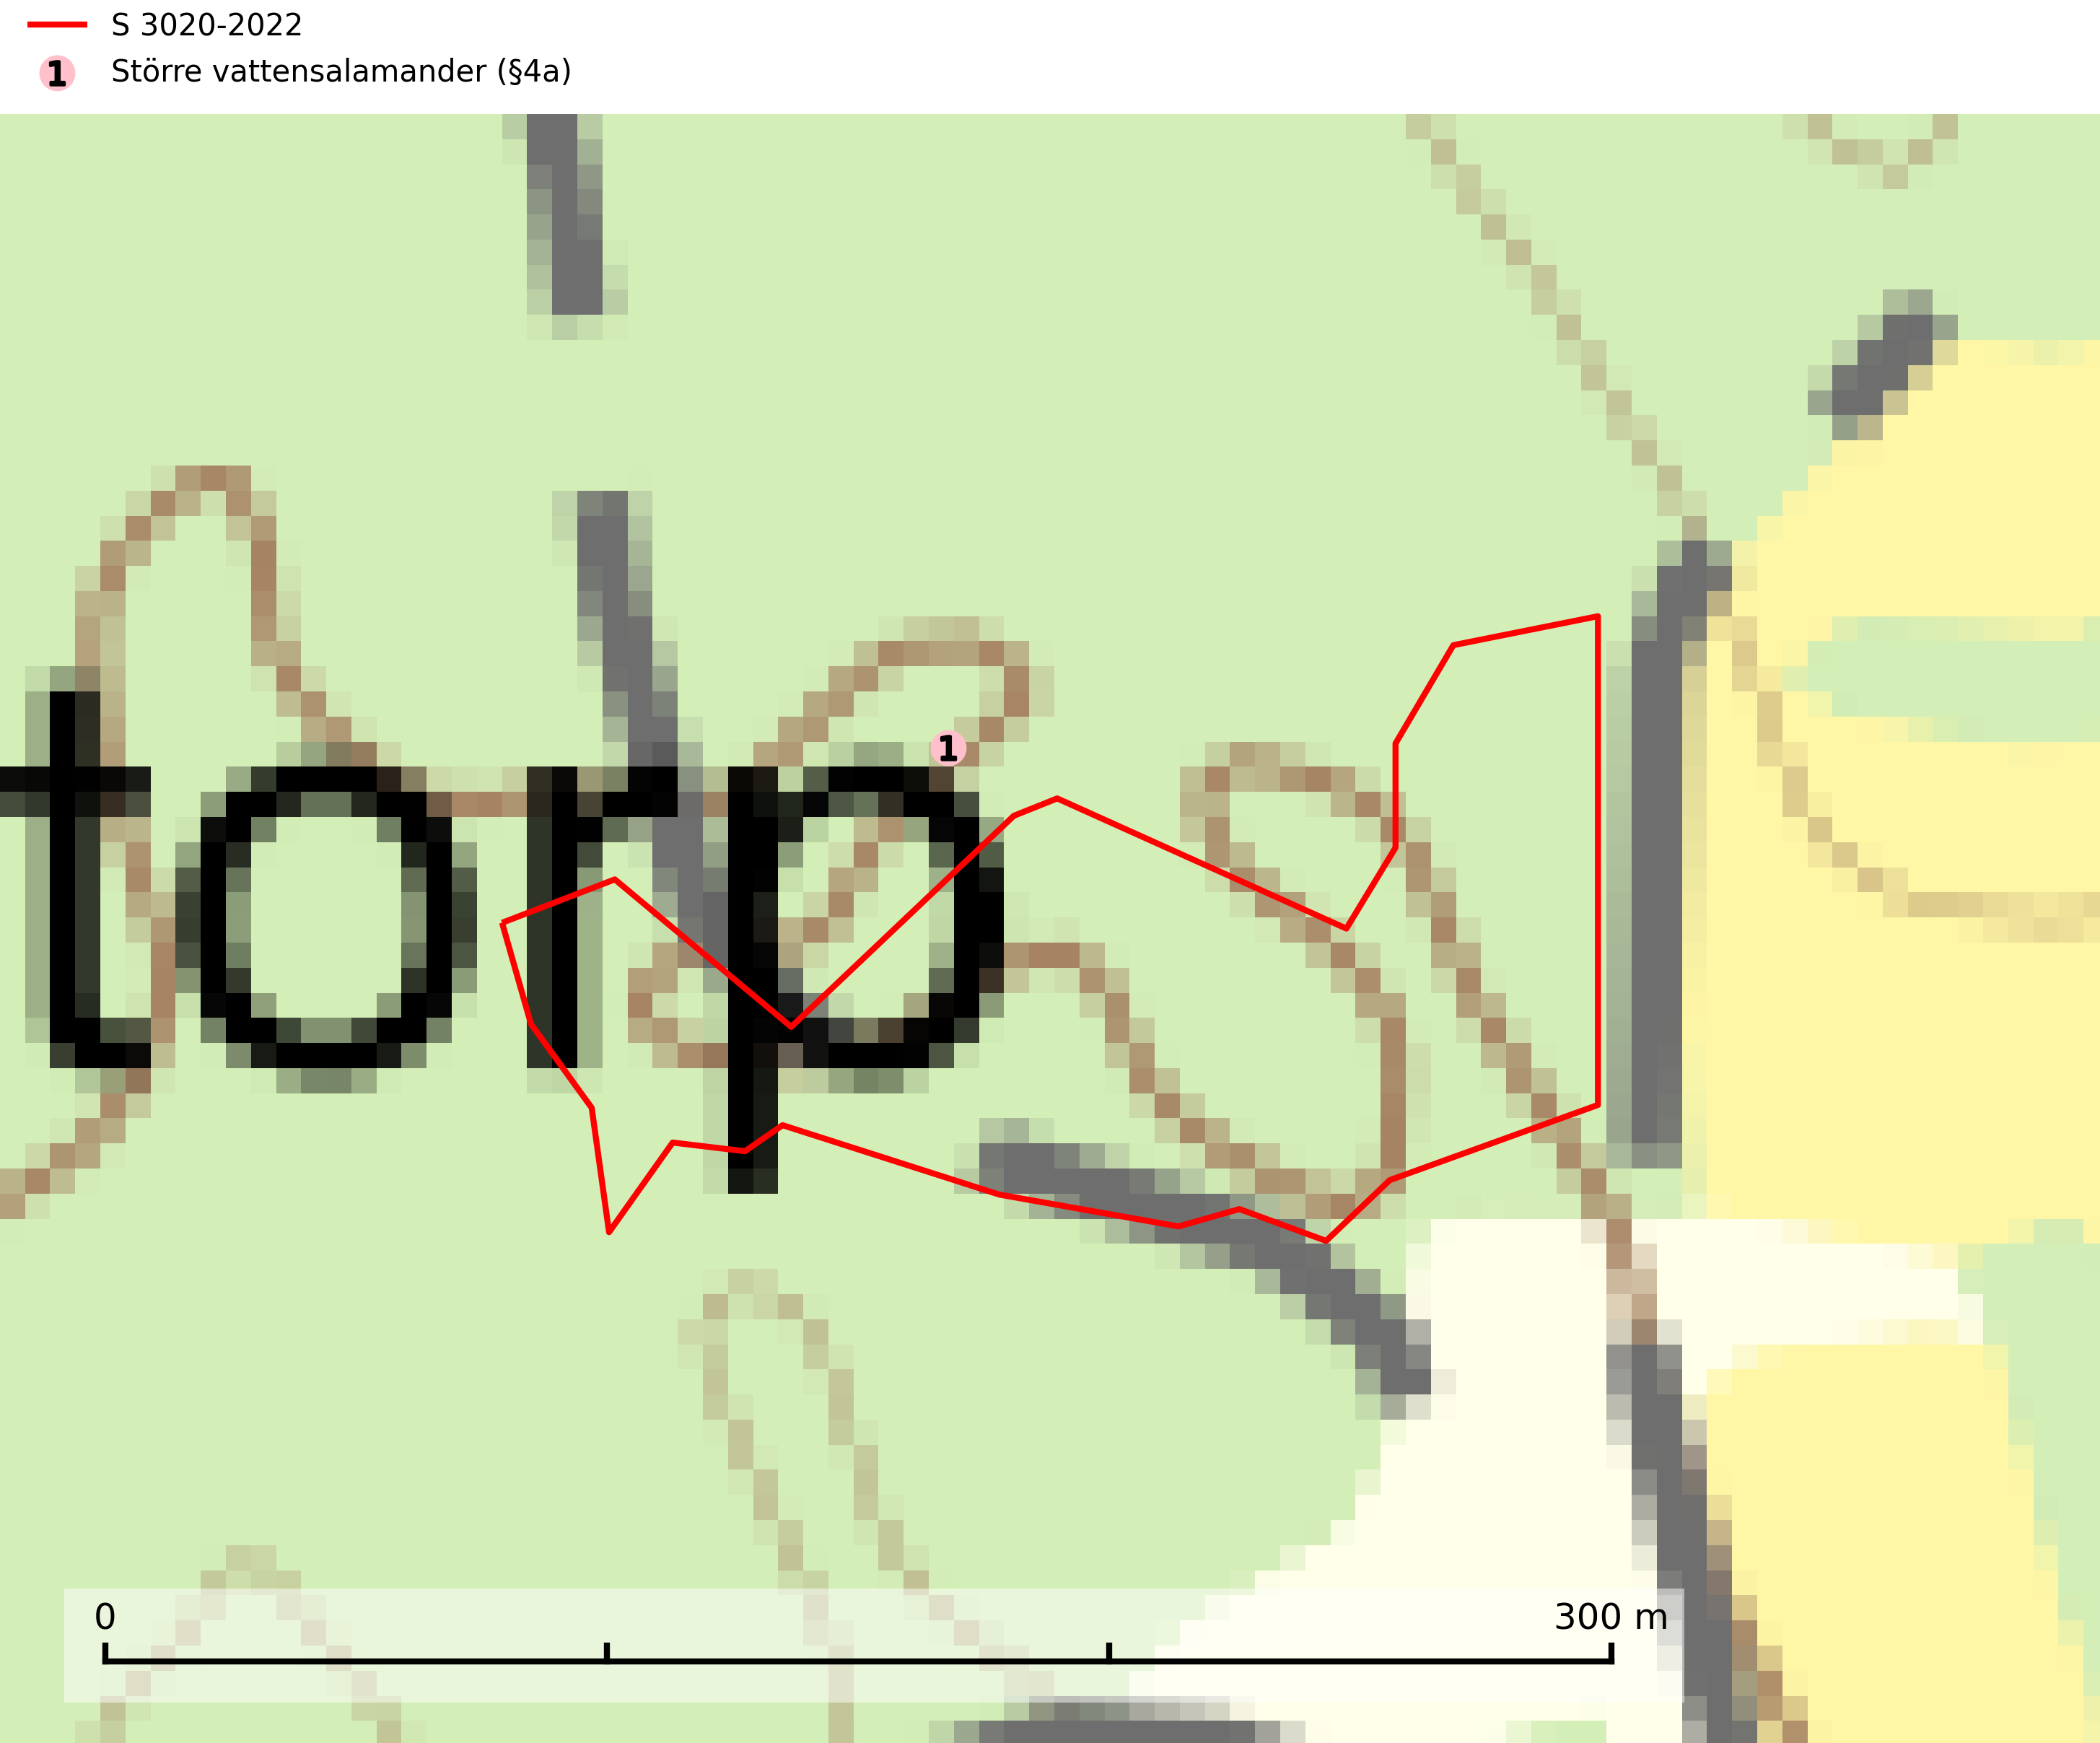 S 3020-2022
1 Större vattensalamander (§4a)
1
torp
0 300 m